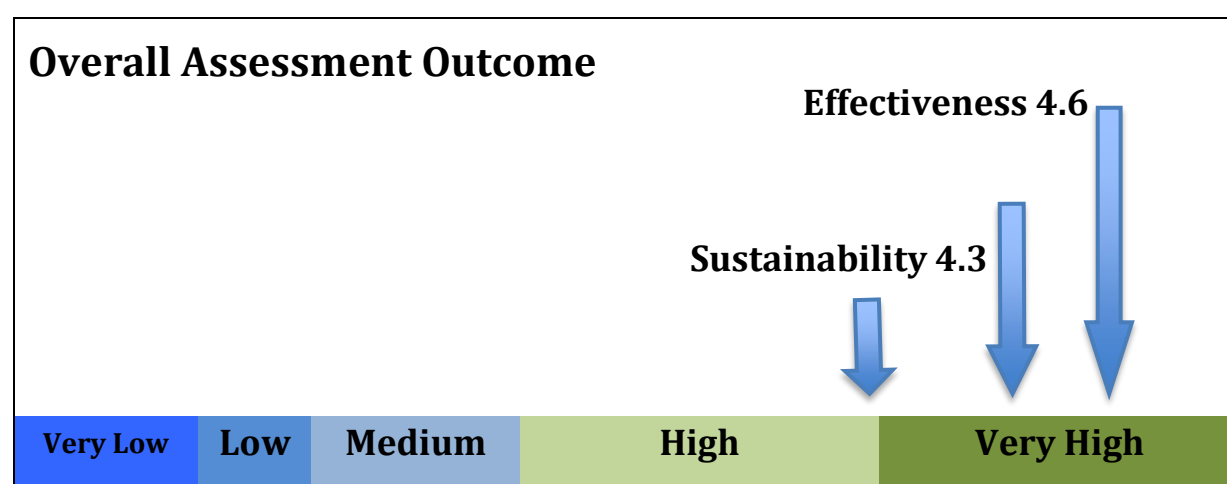 Overall Assessment Outcome
Effectiveness 4.6
Sustainability 4.3
Very Low Low Medium High Very High